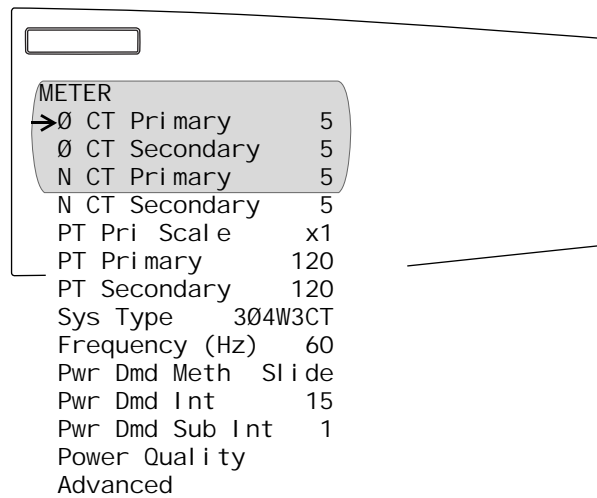 METER
Ø CT Primary 5
Ø CT Secondary 5
N CT Primary 5
N CT Secondary 5
PT Pri Scale x1
PT Primary 120
PT Secondary 120
Sys Type 3Ø4W3CT
Frequency (Hz) 60
Pwr Dmd Meth Slide
Pwr Dmd Int 15
Pwr Dmd Sub Int 1
Power Quality
Advanced